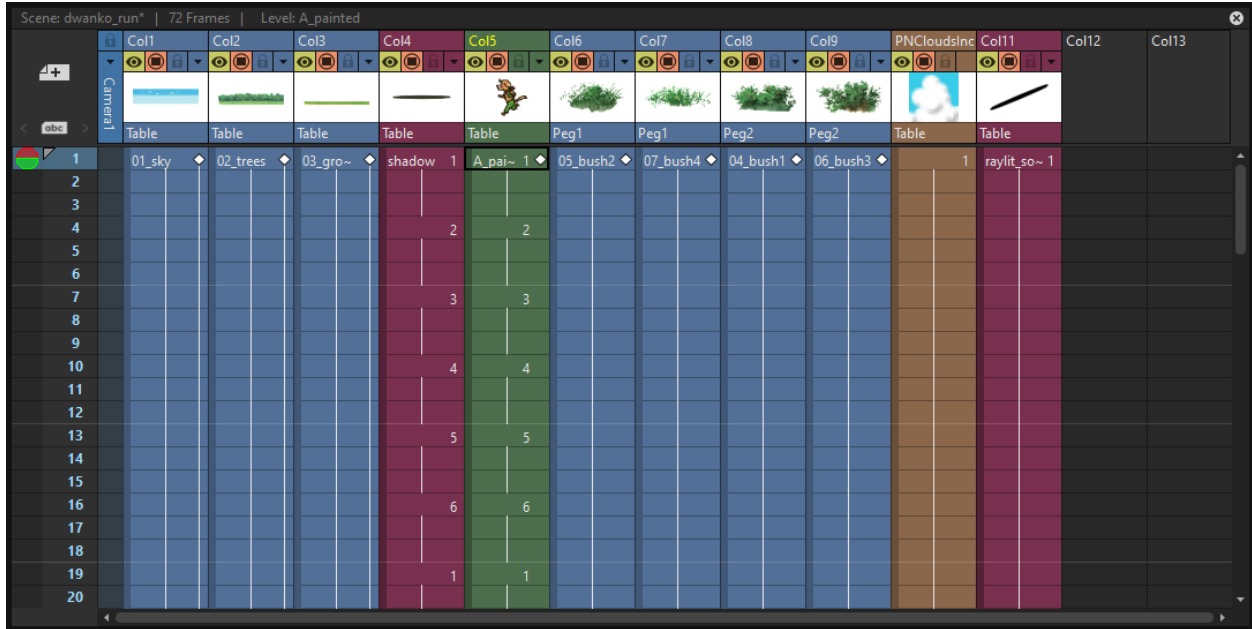 Scene: dwanko_run* | 72 Frames | Level: A_painted
Col1 Col2 Col3 Col4 Col5 Col6 Col7 Col8 Col9 PNCloudsInc Col11 Col12 Col13
Camera1
< abc >
Table Table Table Table Table Peg1 Peg1 Peg2 Peg2 Table Table
1 01_sky 02_trees 03_gro~ shadow 1 A_pai~ 1 05_bush2 07_bush4 04_bush1 06_bush3 1 raylit_so~ 1
2
3
4 2 2
5
6
7 3 3
8
9
10 4 4
11
12
13 5 5
14
15
16 6 6
17
18
19 1 1
20